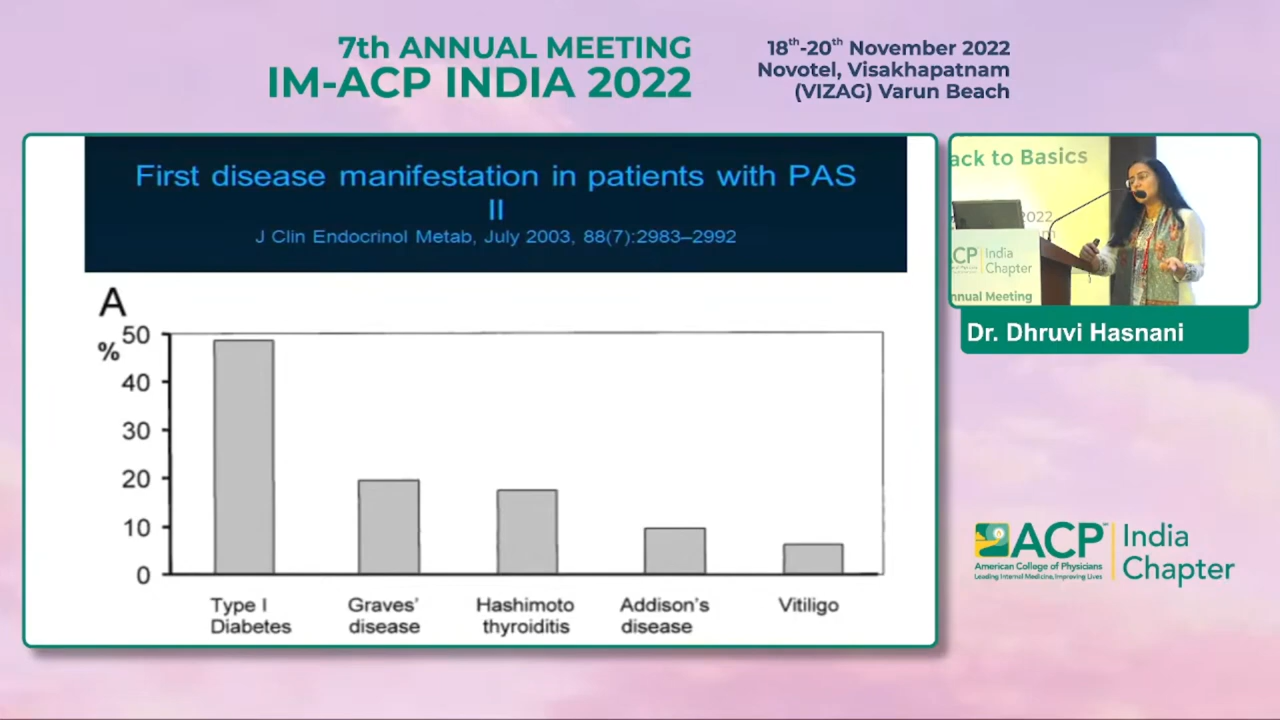 7th ANNUAL MEETING
IM-ACP INDIA 2022
18th-20th November 2022
Novotel, Visakhapatnam
(VIZAG) Varun Beach
First disease manifestation in patients with PAS
II
J Clin Endocrinol Metab, July 2003, 88(7):2983–2992
A
%
50
40
30
20
10
0
Type I
Diabetes
Graves’
disease
Hashimoto
thyroiditis
Addison’s
disease
Vitiligo
ack to Basics
2022
CP India
Chapter
nnual Meeting
Dr. Dhruvi Hasnani
ACP
American College of Physicians
Leading Internal Medicine, Improving Lives
India
Chapter